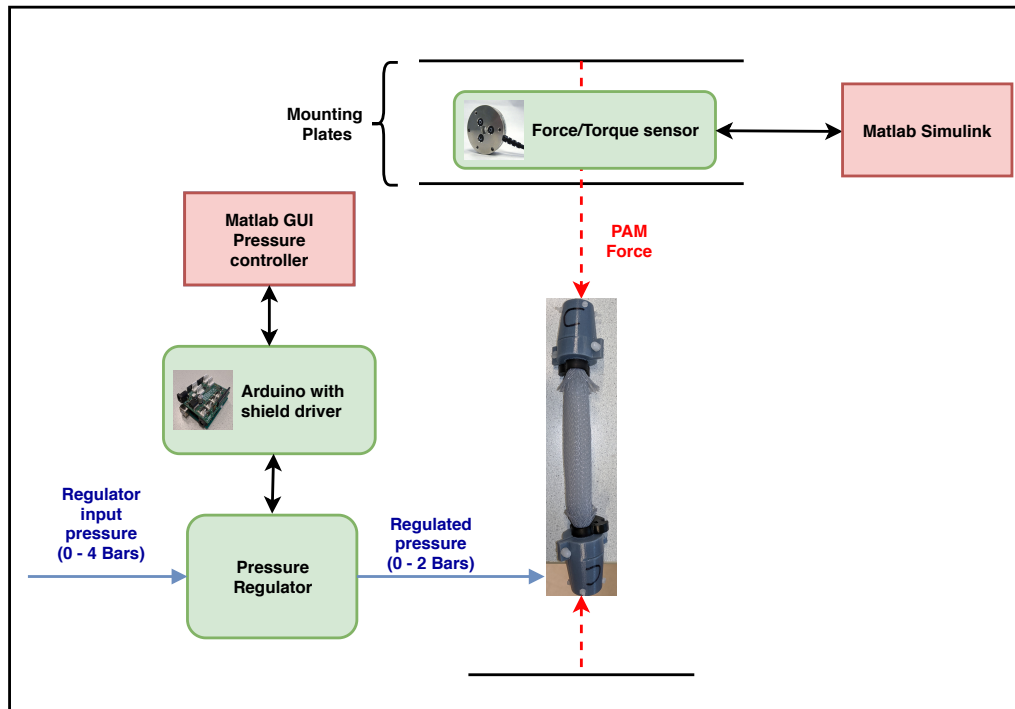 Mounting
Plates
Force/Torque sensor
Matlab Simulink
Matlab GUI
Pressure
controller
PAM
Force
Arduino with
shield driver
Regulator
input
pressure
(0 - 4 Bars)
Pressure
Regulator
Regulated
pressure
(0 - 2 Bars)